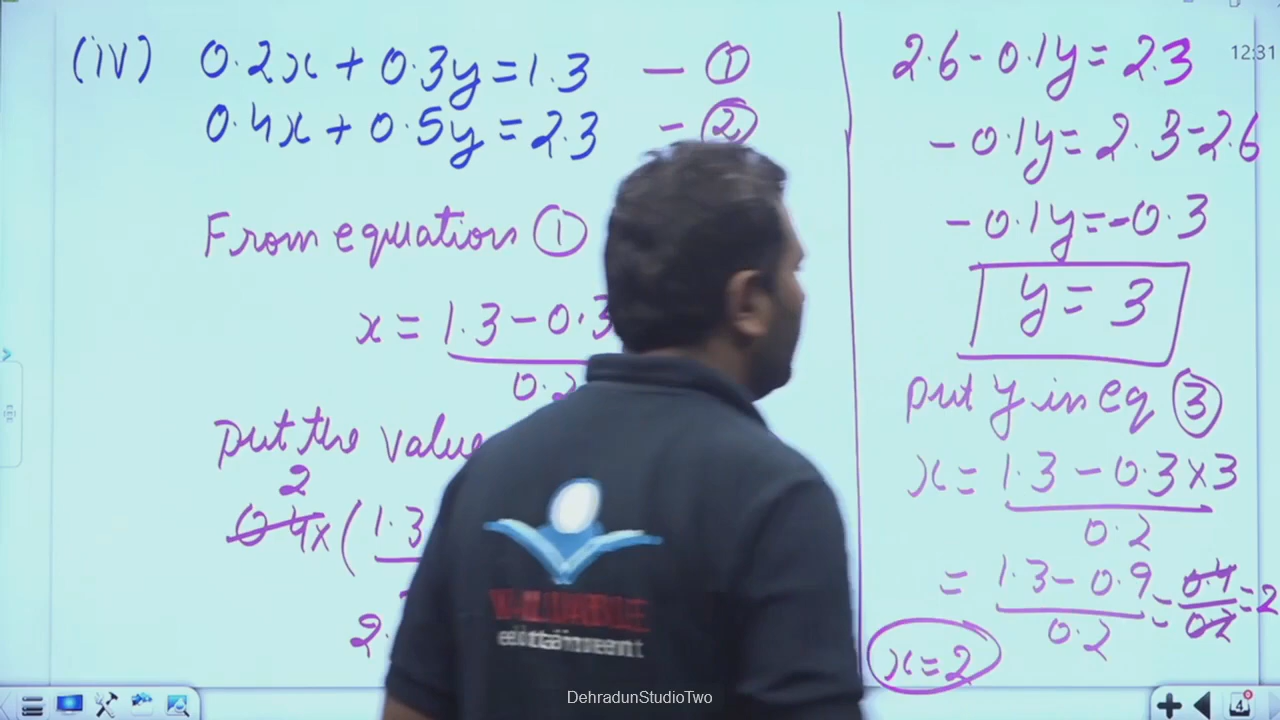 (iv) 0.2x + 0.3y = 1.3 — ①
0.4x + 0.5y = 2.3 — ②
From equation ①
x = 1.3 - 0.3
0.2
Put the value
2
0.4x (1.3
2.
2.6 - 0.1y = 2.3
- 0.1y = 2.3 - 2.6
- 0.1y = -0.3
y = 3
Put y in eq ③
x = 1.3 - 0.3 x 3
0.2
= 1.3 - 0.9 = 0.4 = 2
0.2 0.2
x = 2
12:31
4
DehradunStudioTwo